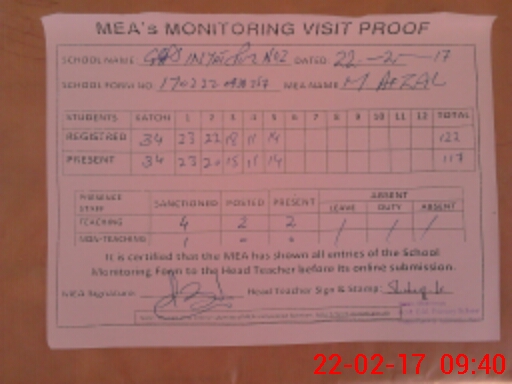 MEA's MONITORING VISIT PROOF
SCHOOL NAME DATED 22-2-17
SCHOOL FORM NO. MEA NAME M AFZAL
STUDENTS KATCHI 1 2 3 4 5 6 7 8 9 10 11 12 TOTAL
REGISTRED 34 23 22 18 11 14 122
PRESENT 34 23 20 15 11 14 117
PRESENCE STAFF SANCTIONED POSTED PRESENT ABSENT
LEAVE DUTY ABSENT
TEACHING 4 2 2 / / /
NON-TEACHING 1
It is certified that the MEA has shown all entries of the School
Monitoring Form to the Head Teacher before its online submission.
MEA Signature: Head Teacher Sign & Stamp:
22-02-17 09:40